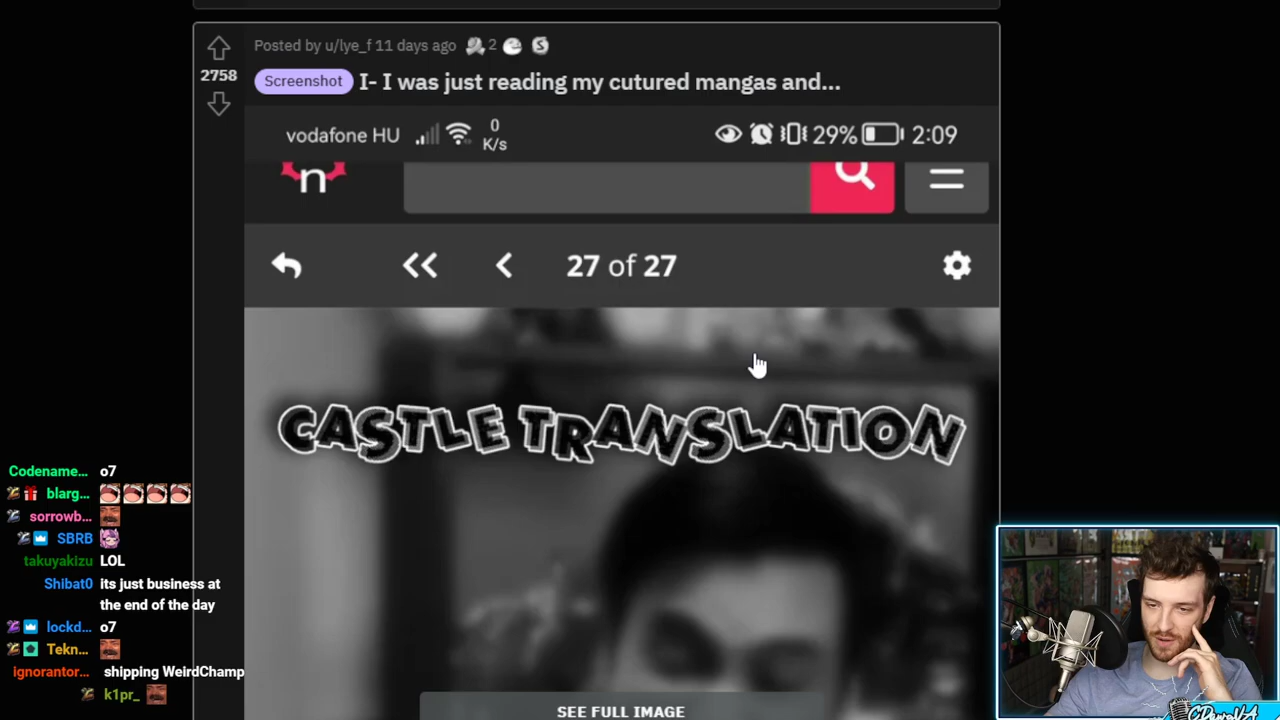 Posted by u/lye_f 11 days ago 2
2758
Screenshot I- I was just reading my cutured mangas and...
vodafone HU 0 K/s 29% 2:09
n
27 of 27
CASTLE TRANSLATION
SEE FULL IMAGE
Codename... o7
blarg...
sorrowb...
SBRB
takuyakizu LOL
Shibat0 its just business at
the end of the day
lockd... o7
Tekn...
ignorantor... shipping WeirdChamp
k1pr_